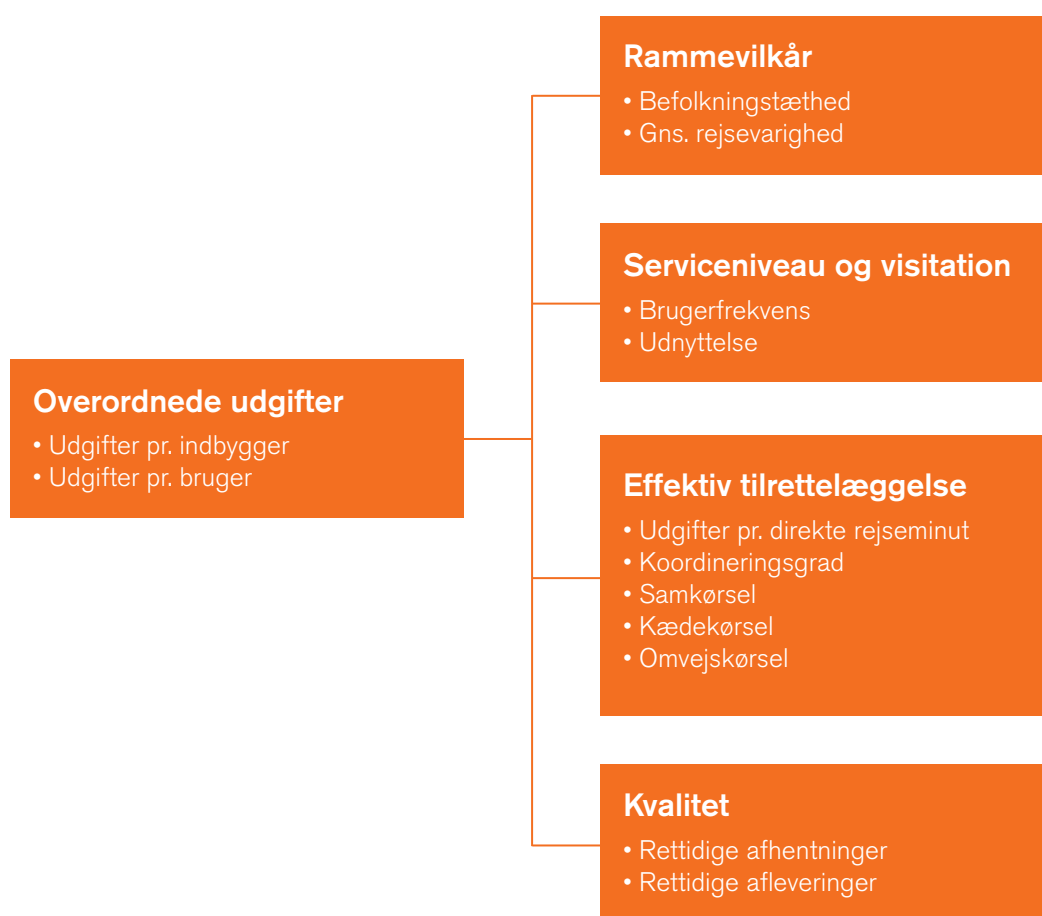 Rammevilkår
• Befolkningstæthed
• Gns. rejsevarighed
Serviceniveau og visitation
• Brugerfrekvens
• Udnyttelse
Overordnede udgifter
• Udgifter pr. indbygger
• Udgifter pr. bruger
Effektiv tilrettelæggelse
• Udgifter pr. direkte rejseminut
• Koordineringsgrad
• Samkørsel
• Kædekørsel
• Omvejskørsel
Kvalitet
• Rettidige afhentninger
• Rettidige afleveringer